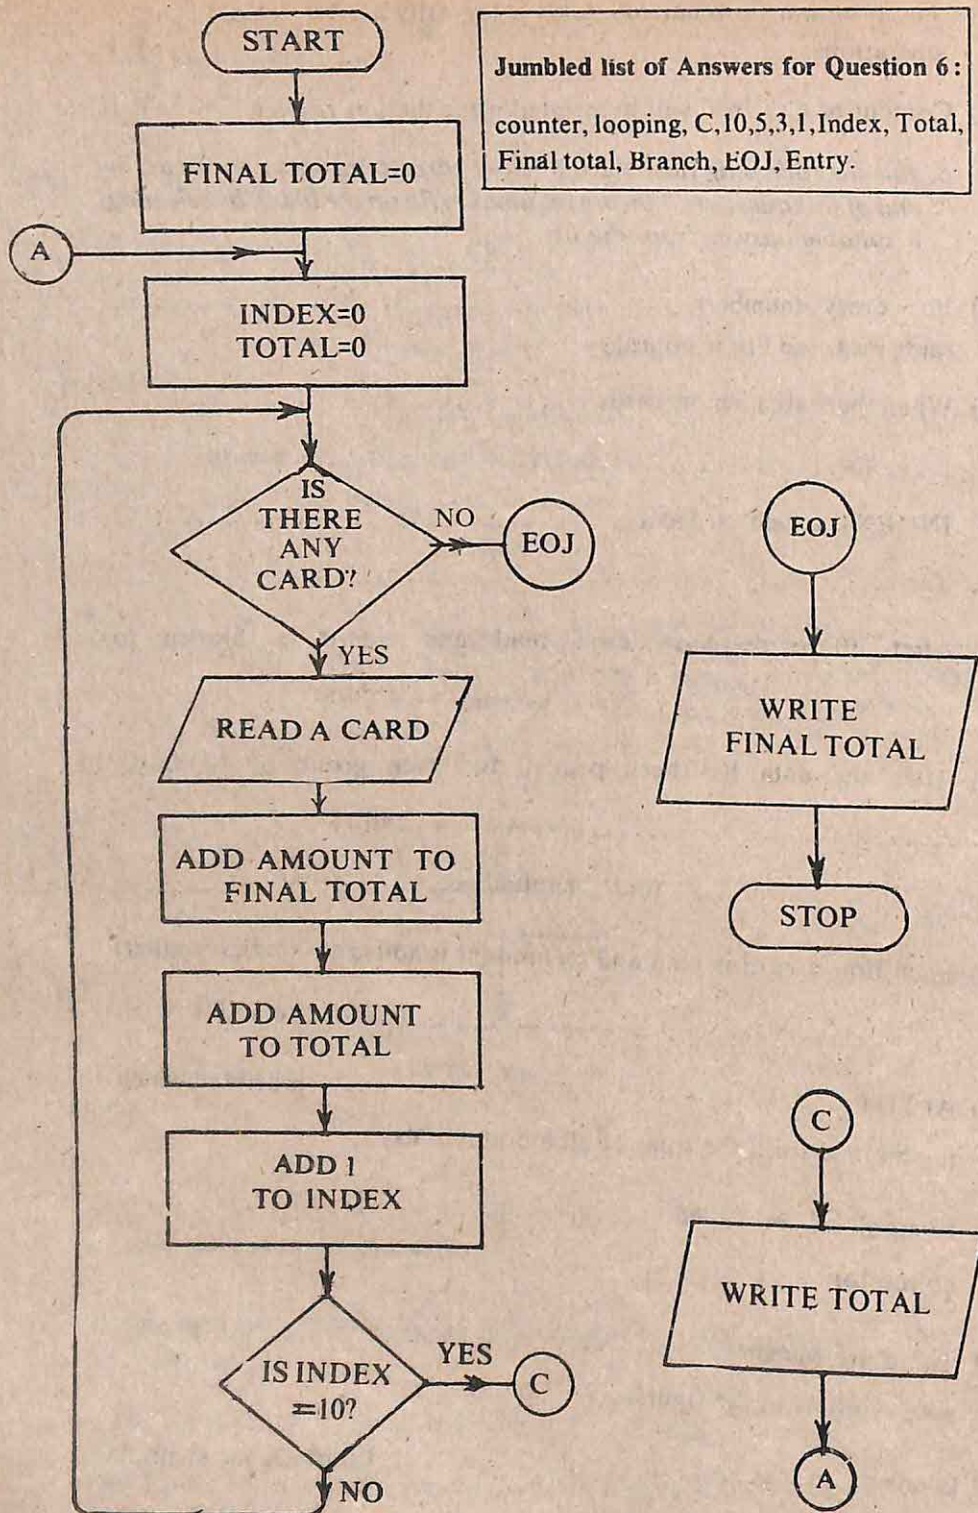 START
Jumbled list of Answers for Question 6:
counter, looping, C,10,5,3,1,Index, Total,
Final total, Branch, EOJ, Entry.
FINAL TOTAL=0
A
INDEX=0
TOTAL=0
IS
THERE
ANY
CARD?
NO
EOJ
YES
READ A CARD
ADD AMOUNT TO
FINAL TOTAL
ADD AMOUNT
TO TOTAL
ADD 1
TO INDEX
IS INDEX
=10?
YES
C
NO
EOJ
WRITE
FINAL TOTAL
STOP
C
WRITE TOTAL
A